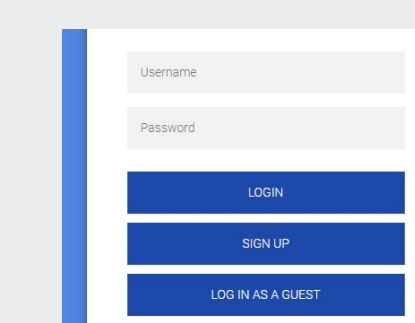 Username
Password
LOGIN
SIGN UP
LOG IN AS A GUEST